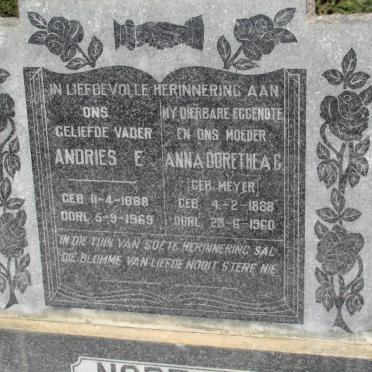 IN LIEFDEVOLLE HERINNERING AAN
ONS
GELIEFDE VADER
ANDRIES E.
GEB. 11-4-1888
OORL. 5-9-1969
MY DIERBARE EGGENOTE
EN ONS MOEDER
ANNA DORETHEA C.
(GEB. MEYER)
GEB. 4-2-1888
OORL. 28-6-1960
IN DIE TUIN VAN SOETE HERINNERING SAL
DIE BLOMME VAN LIEFDE NOOIT STERF NIE